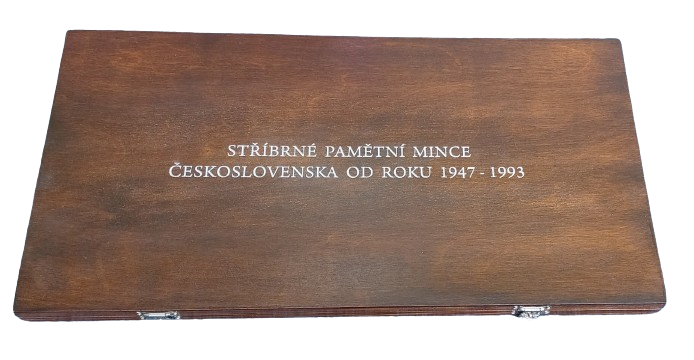 STŘÍBRNÉ PAMĚTNÍ MINCE
ČESKOSLOVENSKA OD ROKU 1947 - 1993